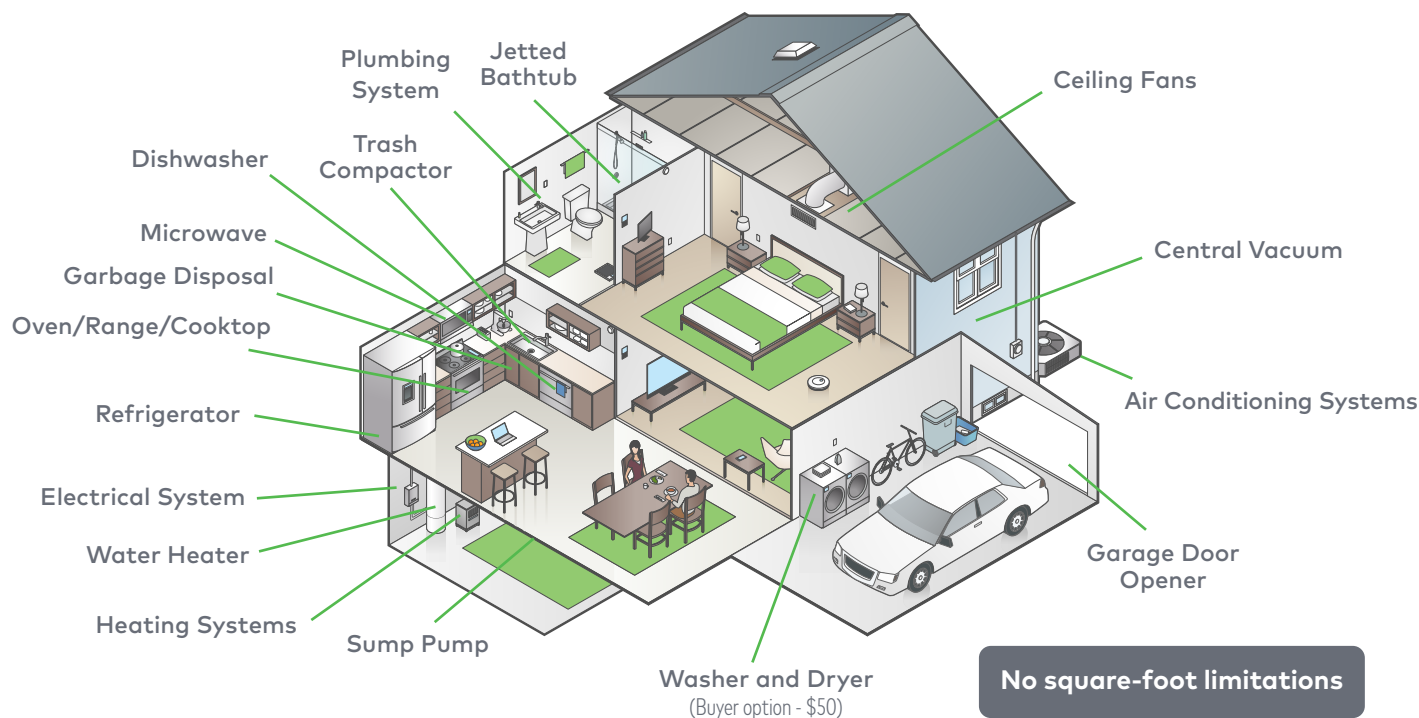 Plumbing
System
Jetted
Bathtub
Ceiling Fans
Trash
Compactor
Dishwasher
Microwave
Central Vacuum
Garbage Disposal
Oven/Range/Cooktop
Air Conditioning Systems
Refrigerator
Electrical System
Water Heater
Garage Door
Opener
Heating Systems
Sump Pump
Washer and Dryer
(Buyer option - $50)
No square-foot limitations